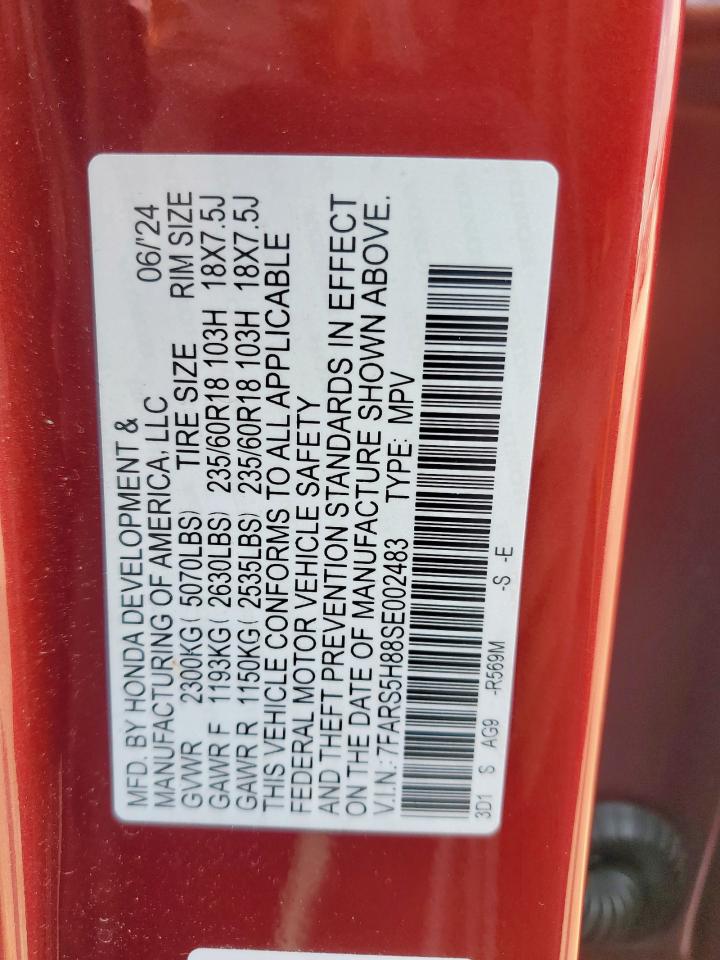 MFD. BY HONDA DEVELOPMENT &
MANUFACTURING OF AMERICA, LLC 06/'24
GVWR 2300KG( 5070LBS) TIRE SIZE RIM SIZE
GAWR F 1193KG( 2630LBS) 235/60R18 103H 18X7.5J
GAWR R 1150KG( 2535LBS) 235/60R18 103H 18X7.5J
THIS VEHICLE CONFORMS TO ALL APPLICABLE
FEDERAL MOTOR VEHICLE SAFETY
AND THEFT PREVENTION STANDARDS IN EFFECT
ON THE DATE OF MANUFACTURE SHOWN ABOVE.
V.I.N.: 7FARS5H88SE002483 TYPE: MPV
3D1 S AG9 -R569M -S -E